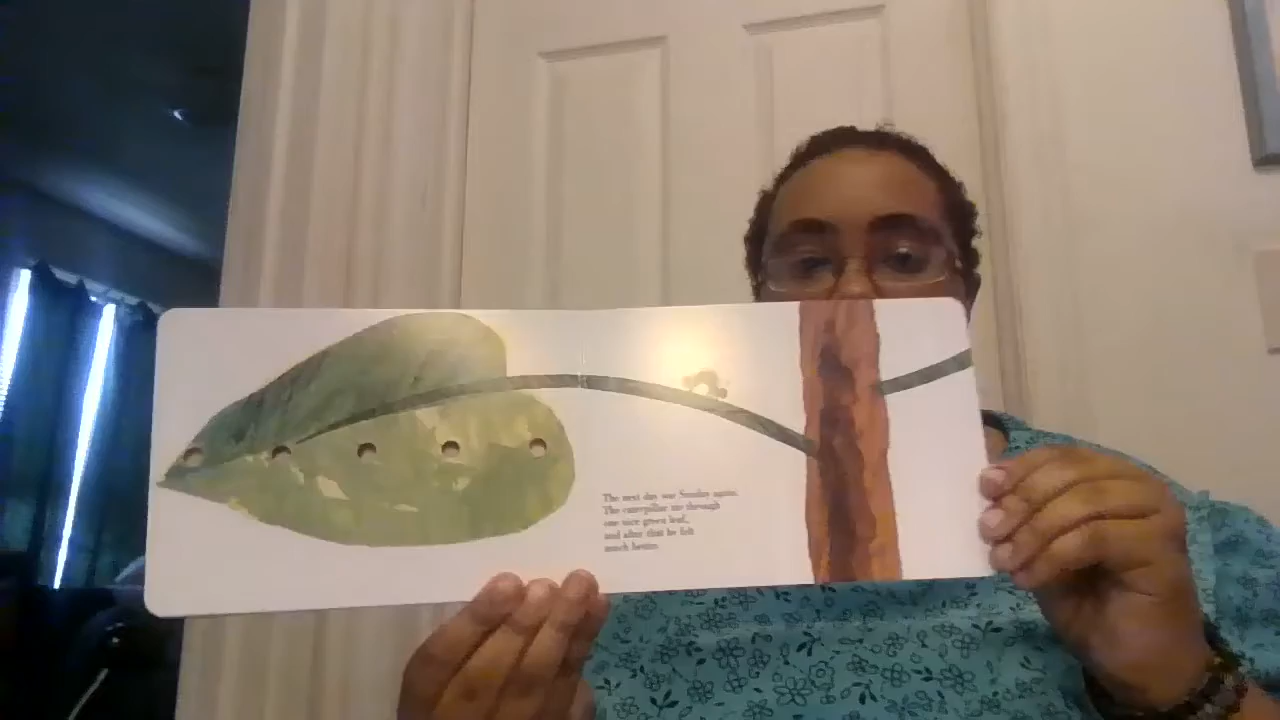 The next day was Sunday again.
The caterpillar ate through
one nice green leaf,
and after that he felt
much better.